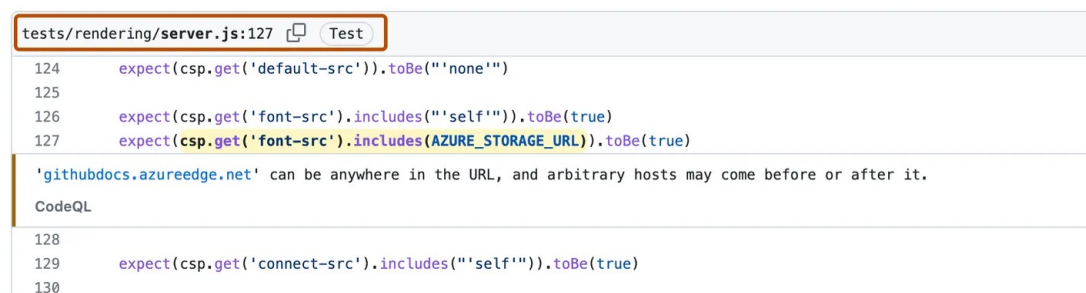 tests/rendering/server.js:127 Test
124 expect(csp.get('default-src')).toBe("'none'")
125
126 expect(csp.get('font-src').includes("'self'")).toBe(true)
127 expect(csp.get('font-src').includes(AZURE_STORAGE_URL)).toBe(true)
'githubdocs.azureedge.net' can be anywhere in the URL, and arbitrary hosts may come before or after it.
CodeQL
128
129 expect(csp.get('connect-src').includes("'self'")).toBe(true)
130